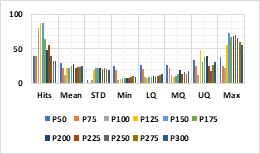 100
50
0
Hits Mean STD Min LQ MQ UQ Max
P50 P75 P100 P125 P150 P175
P200 P225 P250 P275 P300